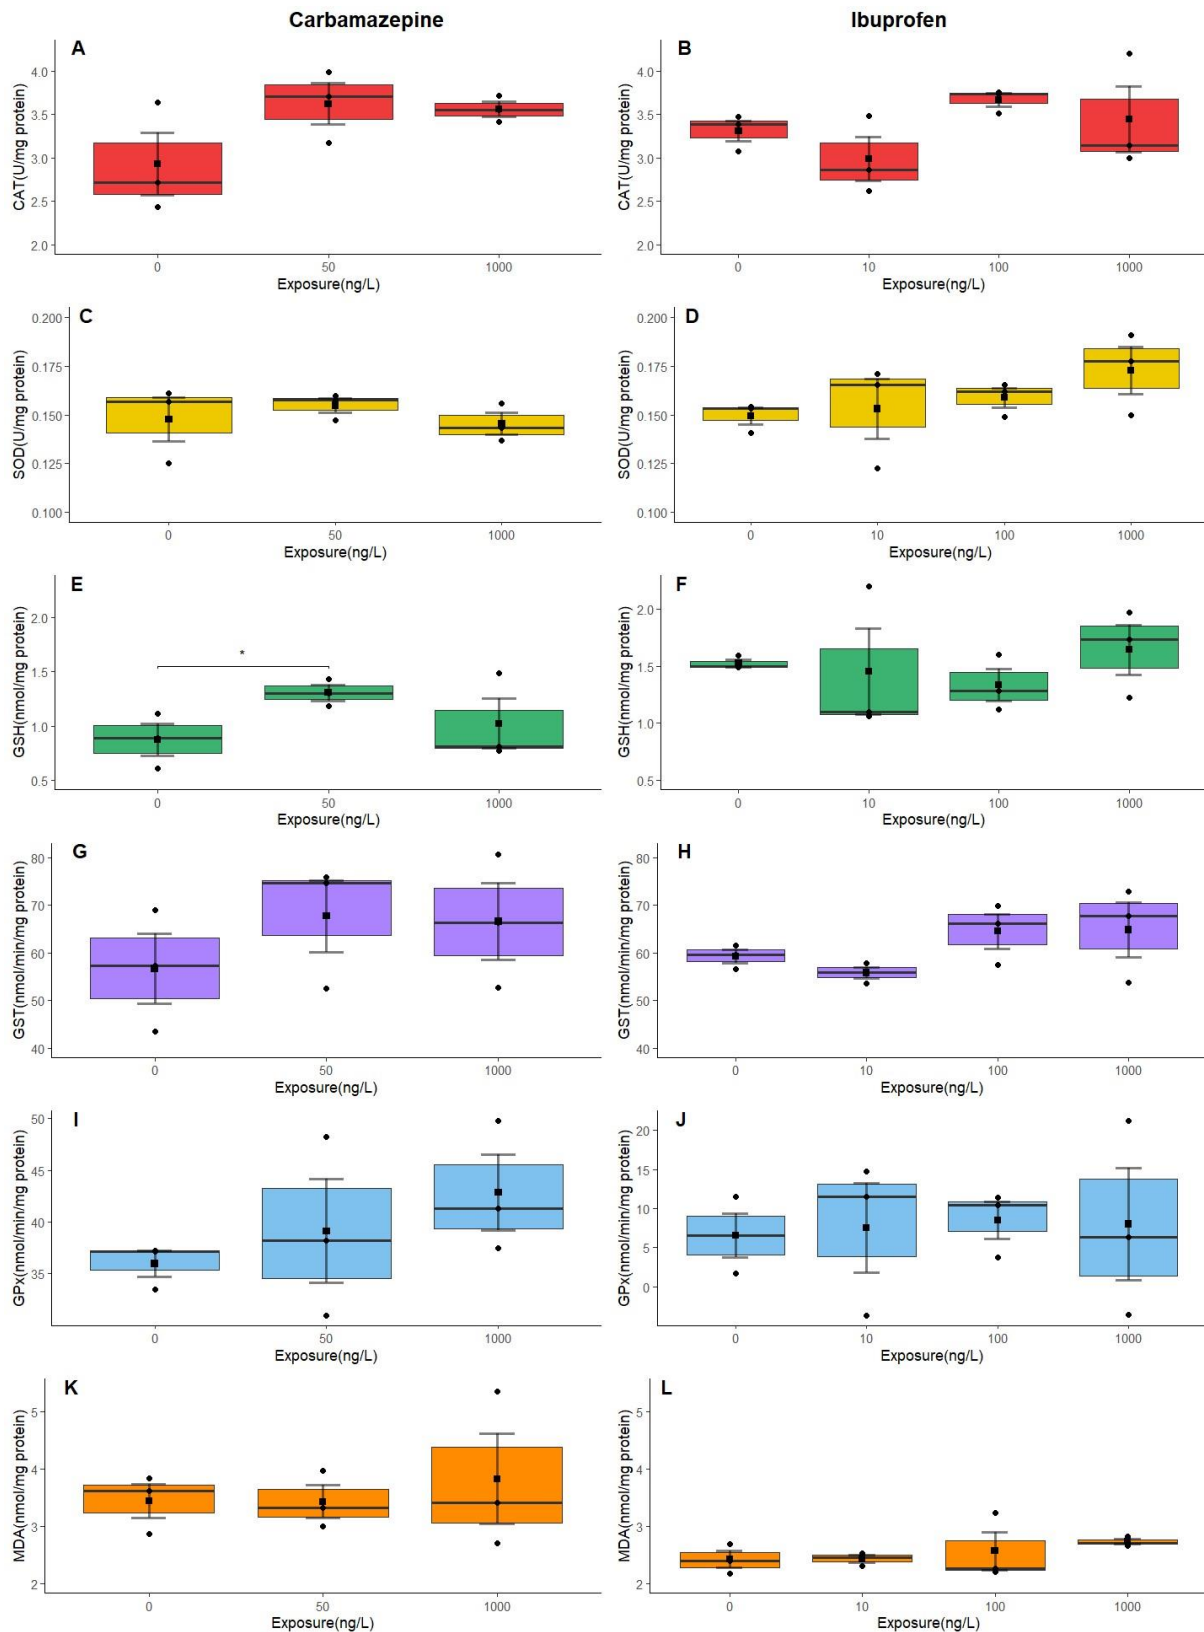 Carbamazepine
Ibuprofen
A
CAT(U/mg protein)
4.0
3.5
3.0
2.5
2.0
0
50
1000
Exposure(ng/L)
B
CAT(U/mg protein)
4.0
3.5
3.0
2.5
2.0
0
10
100
1000
Exposure(ng/L)
C
SOD(U/mg protein)
0.200
0.175
0.150
0.125
0.100
0
50
1000
Exposure(ng/L)
D
SOD(U/mg protein)
0.200
0.175
0.150
0.125
0.100
0
10
100
1000
Exposure(ng/L)
E
GSH(nmol/mg protein)
2.0
1.5
1.0
0.5
*
0
50
1000
Exposure(ng/L)
F
GSH(nmol/mg protein)
2.0
1.5
1.0
0.5
0
10
100
1000
Exposure(ng/L)
G
GST(nmol/min/mg protein)
80
70
60
50
40
0
50
1000
Exposure(ng/L)
H
GST(nmol/min/mg protein)
80
70
60
50
40
0
10
100
1000
Exposure(ng/L)
I
GPx(nmol/min/mg protein)
50
45
40
35
0
50
1000
Exposure(ng/L)
J
GPx(nmol/min/mg protein)
20
15
10
5
0
0
10
100
1000
Exposure(ng/L)
K
MDA(nmol/mg protein)
5
4
3
2
0
50
1000
Exposure(ng/L)
L
MDA(nmol/mg protein)
5
4
3
2
0
10
100
1000
Exposure(ng/L)